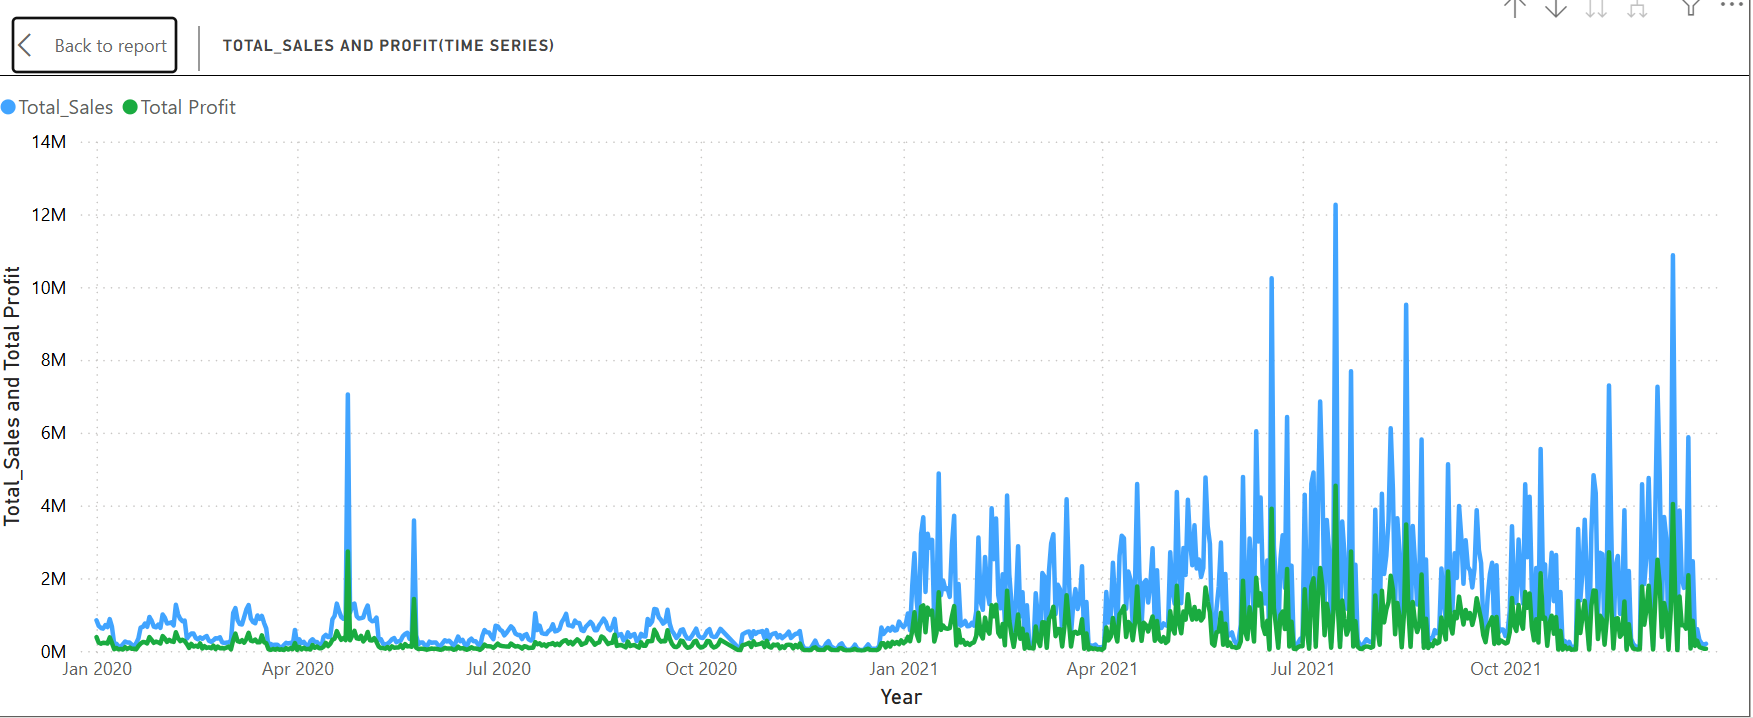 Back to report
TOTAL_SALES AND PROFIT(TIME SERIES)
Total_Sales Total Profit
14M
12M
10M
8M
6M
4M
2M
0M
Total_Sales and Total Profit
Jan 2020 Apr 2020 Jul 2020 Oct 2020 Jan 2021 Apr 2021 Jul 2021 Oct 2021
Year